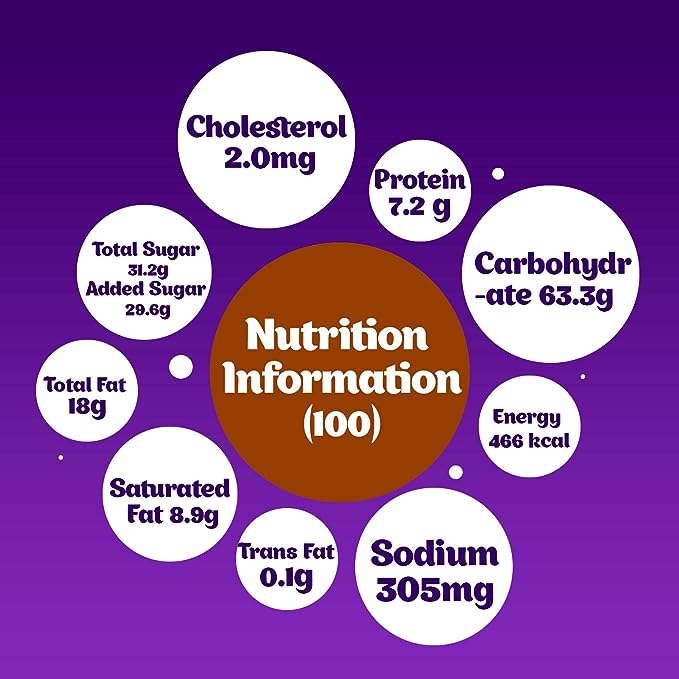 Cholesterol
2.0mg
Protein
7.2 g
Total Sugar
31.2g
Added Sugar
29.6g
Carbohydr
-ate 63.3g
Nutrition
Information
(100)
Total Fat
18g
Energy
466 kcal
Saturated
Fat 8.9g
Trans Fat
0.1g
Sodium
305mg